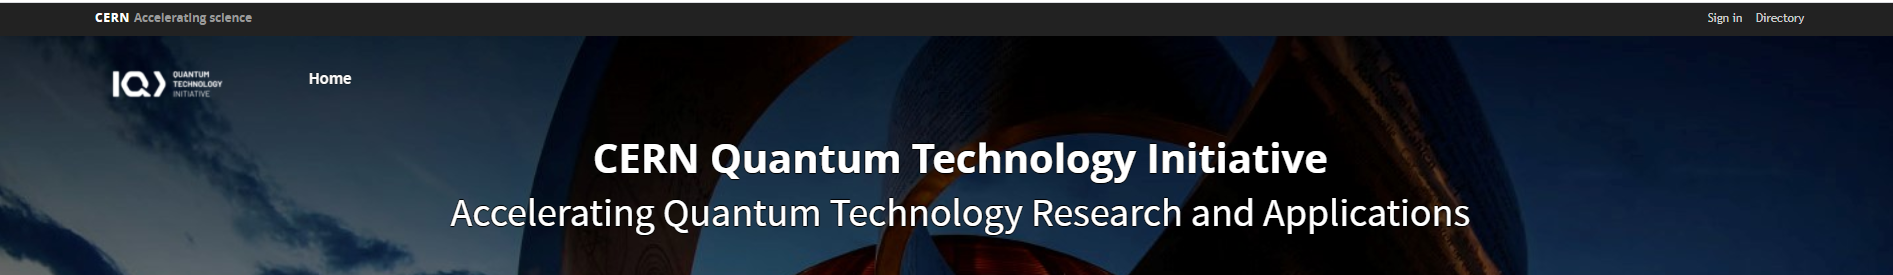 CERN Accelerating science
Sign in Directory
IQ
QUANTUM
TECHNOLOGY
INITIATIVE
Home
CERN Quantum Technology Initiative
Accelerating Quantum Technology Research and Applications